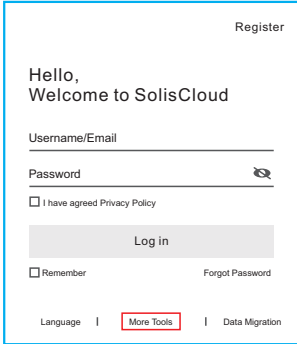 Register
Hello,
Welcome to SolisCloud
Username/Email
Password
I have agreed Privacy Policy
Log in
Remember Forgot Password
Language | More Tools | Data Migration